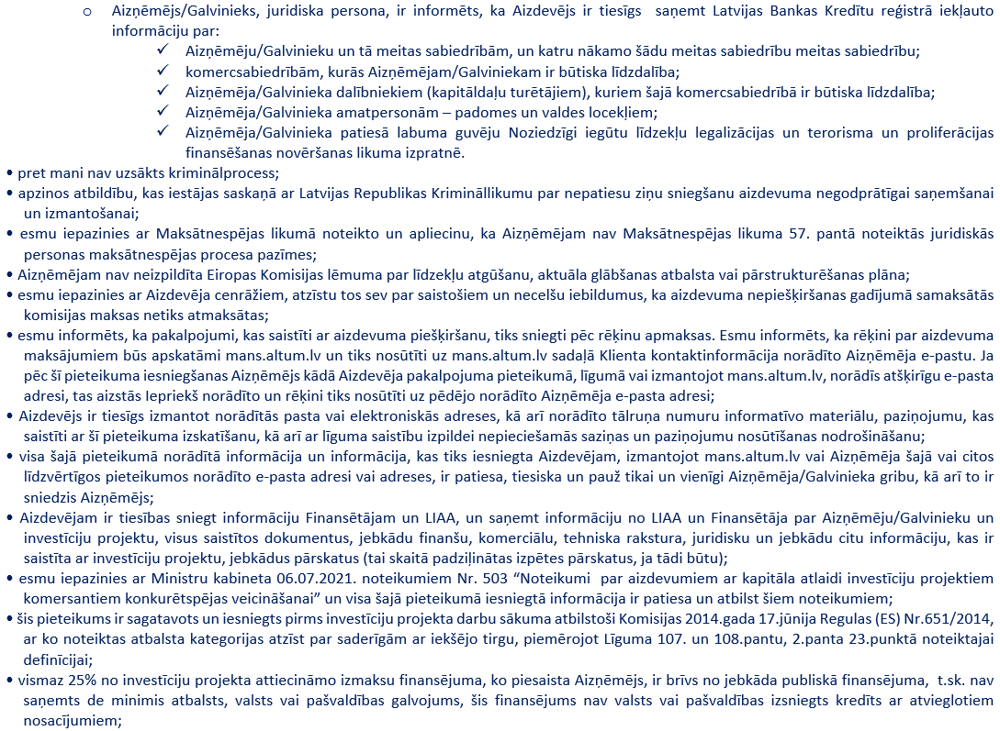 o Aizņēmējs/Galvinieks, juridiska persona, ir informēts, ka Aizdevējs ir tiesīgs saņemt Latvijas Bankas Kredītu reģistrā iekļauto
informāciju par:
✓ Aizņēmēju/Galvinieku un tā meitas sabiedrībām, un katru nākamo šādu meitas sabiedrību meitas sabiedrību;
✓ komercsabiedrībām, kurās Aizņēmējam/Galviniekam ir būtiska līdzdalība;
✓ Aizņēmēja/Galvinieka dalībniekiem (kapitāldaļu turētājiem), kuriem šajā komercsabiedrībā ir būtiska līdzdalība;
✓ Aizņēmēja/Galvinieka amatpersonām – padomes un valdes locekļiem;
✓ Aizņēmēja/Galvinieka patiesā labuma guvēju Noziedzīgi iegūtu līdzekļu legalizācijas un terorisma un proliferācijas
finansēšanas novēršanas likuma izpratnē.
• pret mani nav uzsākts kriminālprocess;
• apzinos atbildību, kas iestājas saskaņā ar Latvijas Republikas Krimināllikumu par nepatiesu ziņu sniegšanu aizdevuma negodprātīgai saņemšanai
un izmantošanai;
• esmu iepazinies ar Maksātnespējas likumā noteikto un apliecinu, ka Aizņēmējam nav Maksātnespējas likuma 57. pantā noteiktās juridiskās
personas maksātnespējas procesa pazīmes;
• Aizņēmējam nav neizpildīta Eiropas Komisijas lēmuma par līdzekļu atgūšanu, aktuāla glābšanas atbalsta vai pārstrukturēšanas plāna;
• esmu iepazinies ar Aizdevēja cenrāžiem, atzīstu tos sev par saistošiem un necelšu iebildumus, ka aizdevuma nepiešķiršanas gadījumā samaksātās
komisijas maksas netiks atmaksātas;
• esmu informēts, ka pakalpojumi, kas saistīti ar aizdevuma piešķiršanu, tiks sniegti pēc rēķinu apmaksas. Esmu informēts, ka rēķini par aizdevuma
maksājumiem būs apskatāmi mans.altum.lv un tiks nosūtīti uz mans.altum.lv sadaļā Klienta kontaktinformācija norādīto Aizņēmēja e-pastu. Ja
pēc šī pieteikuma iesniegšanas Aizņēmējs kādā Aizdevēja pakalpojuma pieteikumā, līgumā vai izmantojot mans.altum.lv, norādīs atšķirīgu e-pasta
adresi, tas aizstās Iepriekš norādīto un rēķini tiks nosūtīti uz pēdējo norādīto Aizņēmēja e-pasta adresi;
• Aizdevējs ir tiesīgs izmantot norādītās pasta vai elektroniskās adreses, kā arī norādīto tālruņa numuru informatīvo materiālu, paziņojumu, kas
saistīti ar šī pieteikuma izskatīšanu, kā arī ar līguma saistību izpildei nepieciešamās saziņas un paziņojumu nosūtīšanas nodrošināšanu;
• visa šajā pieteikumā norādītā informācija un informācija, kas tiks iesniegta Aizdevējam, izmantojot mans.altum.lv vai Aizņēmēja šajā vai citos
līdzvērtīgos pieteikumos norādīto e-pasta adresi vai adreses, ir patiesa, tiesiska un pauž tikai un vienīgi Aizņēmēja/Galvinieka gribu, kā arī to ir
sniedzis Aizņēmējs;
• Aizdevējam ir tiesības sniegt informāciju Finansētājam un LIAA, un saņemt informāciju no LIAA un Finansētāja par Aizņēmēju/Galvinieku un
investīciju projektu, visus saistītos dokumentus, jebkādu finanšu, komerciālu, tehniska rakstura, juridisku un jebkādu citu informāciju, kas ir
saistīta ar investīciju projektu, jebkādus pārskatus (tai skaitā padziļinātas izpētes pārskatus, ja tādi būtu);
• esmu iepazinies ar Ministru kabineta 06.07.2021. noteikumiem Nr. 503 “Noteikumi par aizdevumiem ar kapitāla atlaidi investīciju projektiem
komersantiem konkurētspējas veicināšanai” un visa šajā pieteikumā iesniegtā informācija ir patiesa un atbilst šiem noteikumiem;
• šis pieteikums ir sagatavots un iesniegts pirms investīciju projekta darbu sākuma atbilstoši Komisijas 2014.gada 17.jūnija Regulas (ES) Nr.651/2014,
ar ko noteiktas atbalsta kategorijas atzīst par saderīgām ar iekšējo tirgu, piemērojot Līguma 107. un 108.pantu, 2.panta 23.punktā noteiktajai
definīcijai;
• vismaz 25% no investīciju projekta attiecināmo izmaksu finansējuma, ko piesaista Aizņēmējs, ir brīvs no jebkāda publiskā finansējuma, t.sk. nav
saņemts de minimis atbalsts, valsts vai pašvaldības galvojums, šis finansējums nav valsts vai pašvaldības izsniegts kredīts ar atvieglotiem
nosacījumiem;